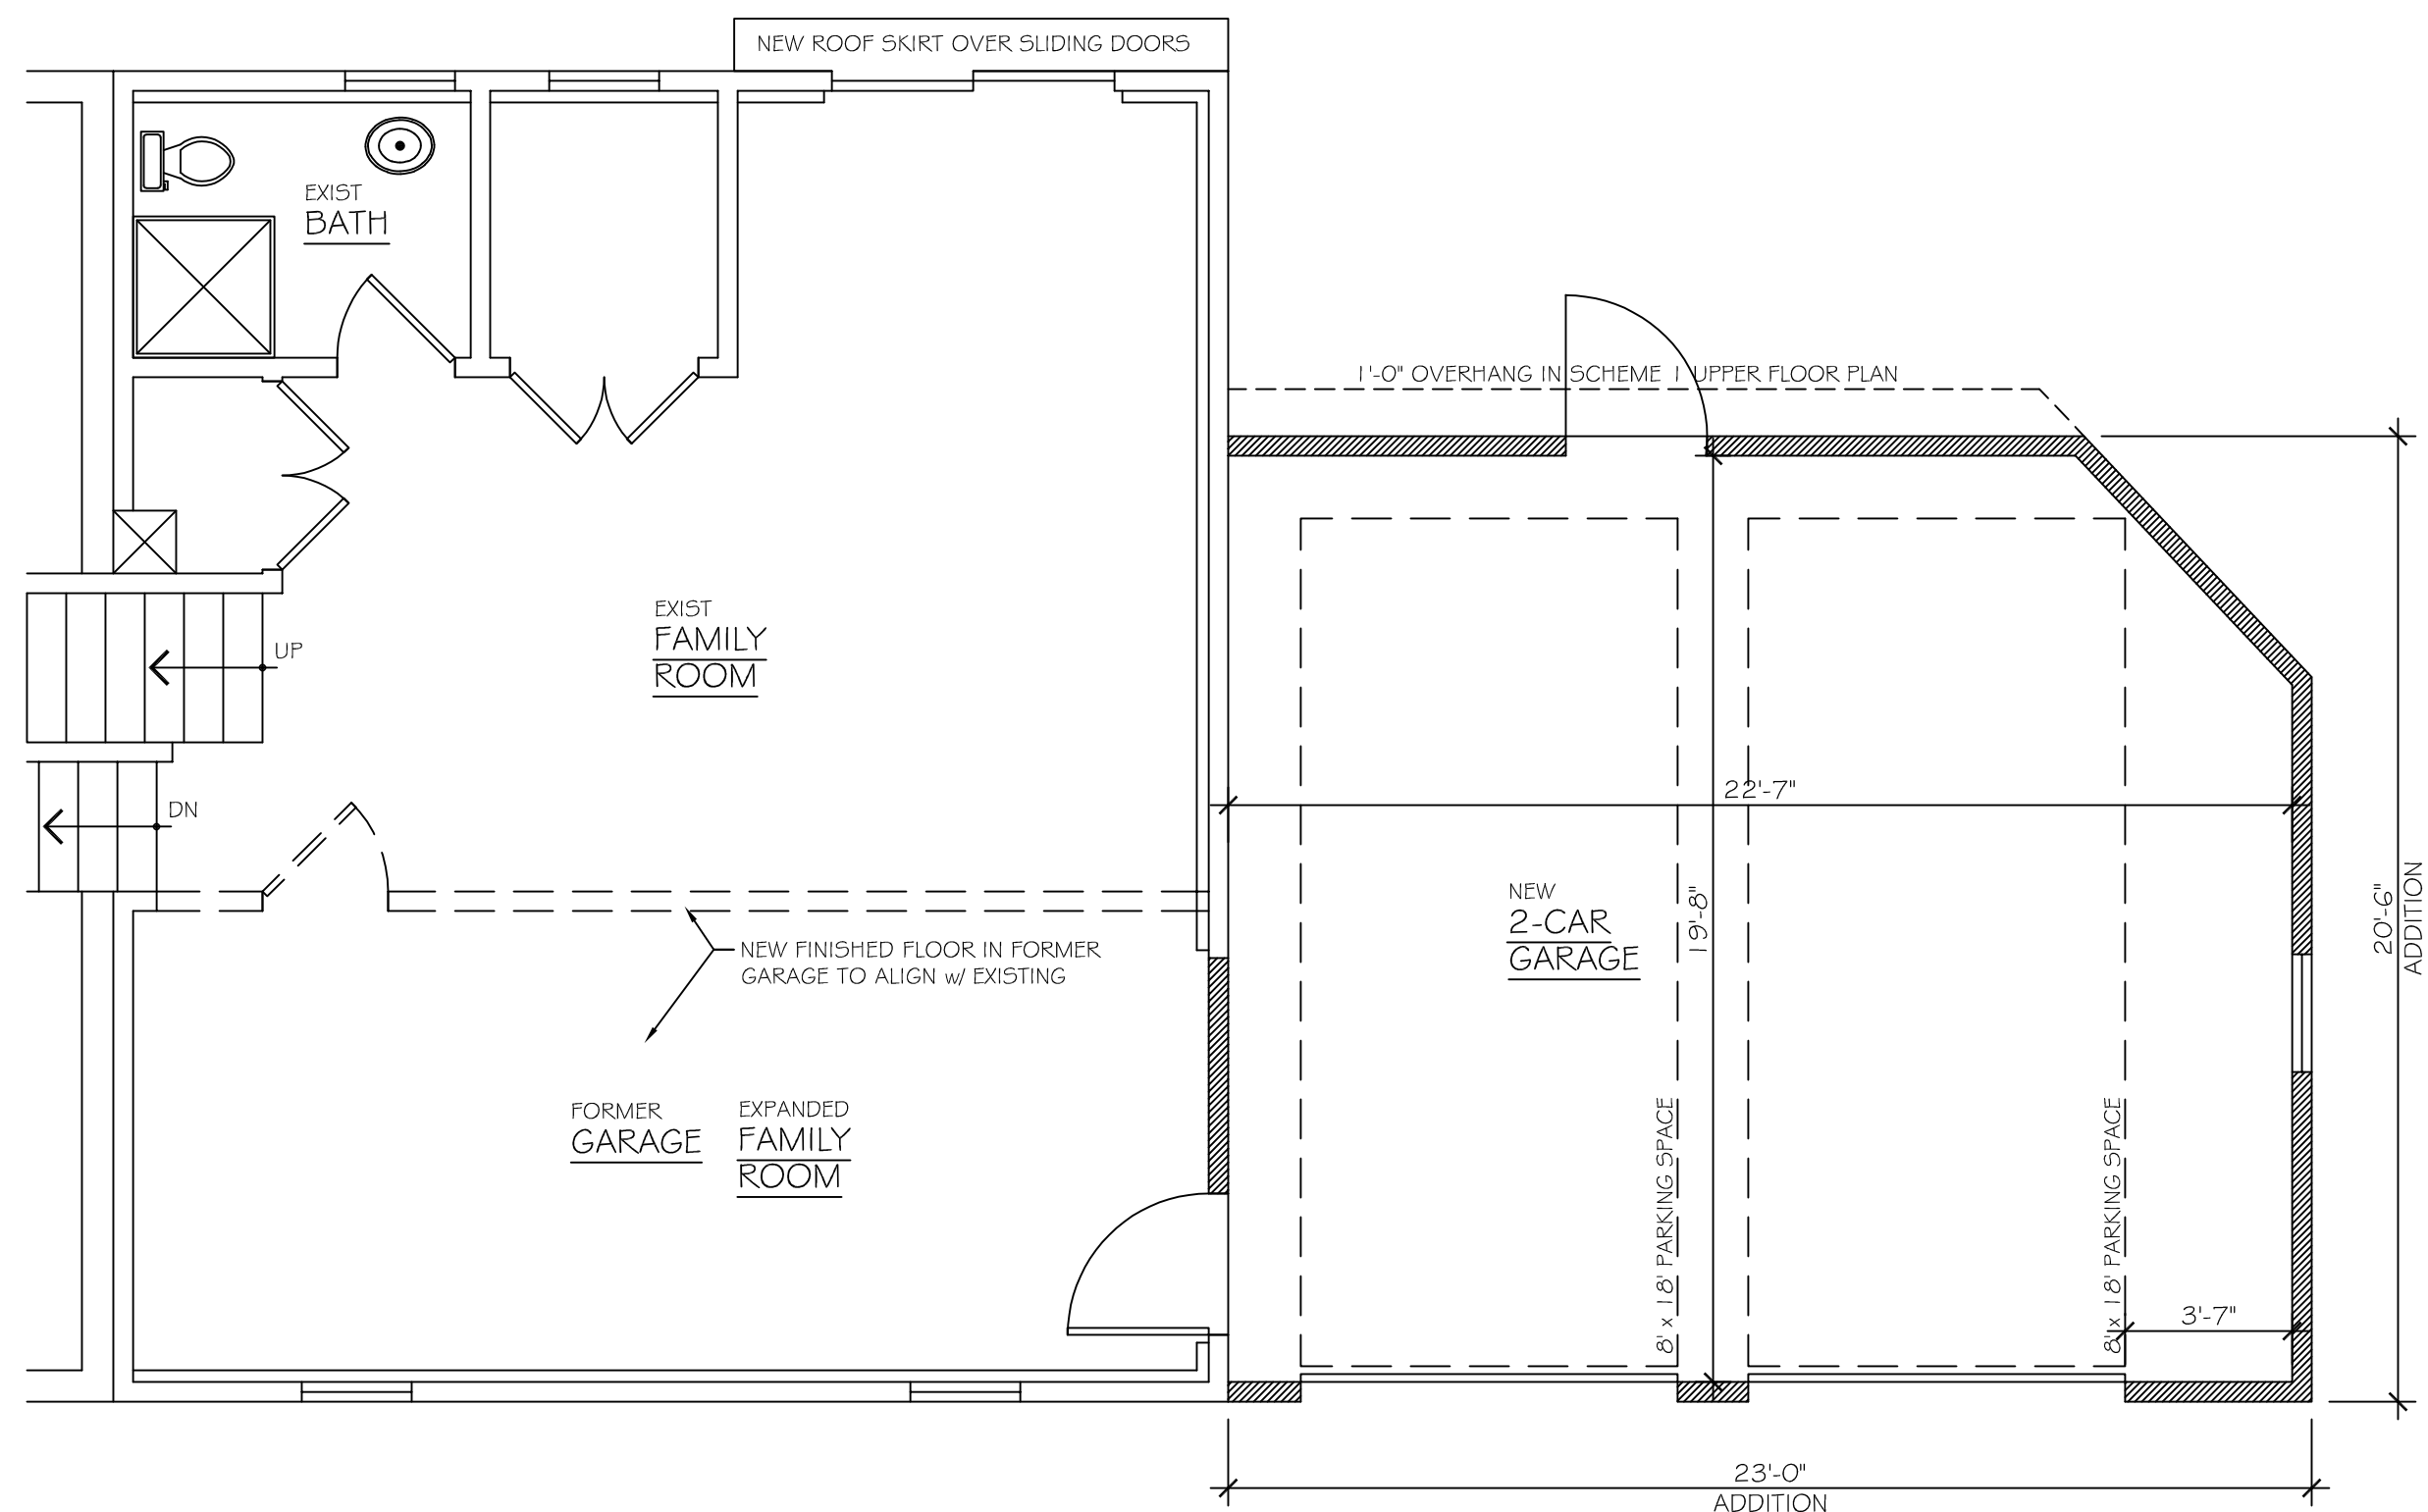 NEW ROOF SKIRT OVER SLIDING DOORS
EXIST
BATH
1'-0" OVERHANG IN SCHEME 1 UPPER FLOOR PLAN
EXIST
FAMILY
ROOM
UP
DN
22'-7"
NEW
2-CAR
GARAGE
19'-8"
20'-6"
ADDITION
NEW FINISHED FLOOR IN FORMER
GARAGE TO ALIGN w/ EXISTING
FORMER
GARAGE
EXPANDED
FAMILY
ROOM
8' x 18' PARKING SPACE
8' x 18' PARKING SPACE
3'-7"
23'-0"
ADDITION